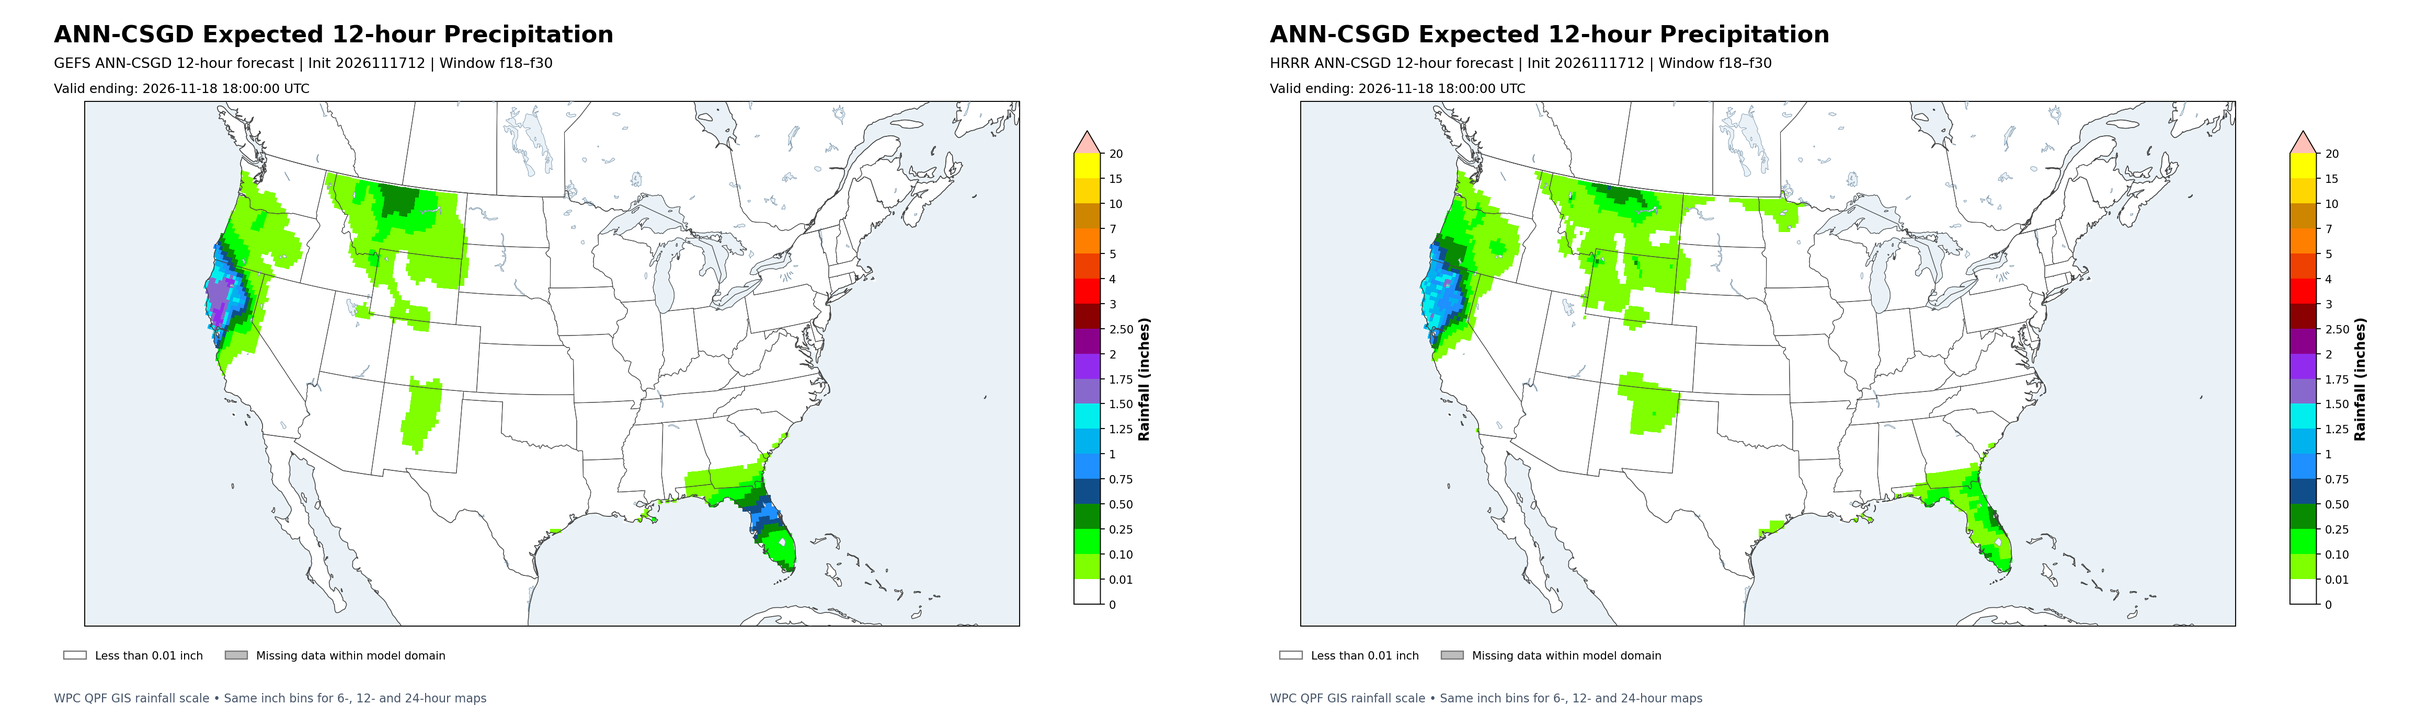 ANN-CSGD Expected 12-hour Precipitation
GEFS ANN-CSGD 12-hour forecast | Init 2026111712 | Window f18–f30
Valid ending: 2026-11-18 18:00:00 UTC
20
15
10
7
5
4
3
2.50
2
1.75
1.50
1.25
1
0.75
0.50
0.25
0.10
0.01
0
Rainfall (inches)
Less than 0.01 inch
Missing data within model domain
WPC QPF GIS rainfall scale • Same inch bins for 6-, 12- and 24-hour maps
ANN-CSGD Expected 12-hour Precipitation
HRRR ANN-CSGD 12-hour forecast | Init 2026111712 | Window f18–f30
Valid ending: 2026-11-18 18:00:00 UTC
20
15
10
7
5
4
3
2.50
2
1.75
1.50
1.25
1
0.75
0.50
0.25
0.10
0.01
0
Rainfall (inches)
Less than 0.01 inch
Missing data within model domain
WPC QPF GIS rainfall scale • Same inch bins for 6-, 12- and 24-hour maps